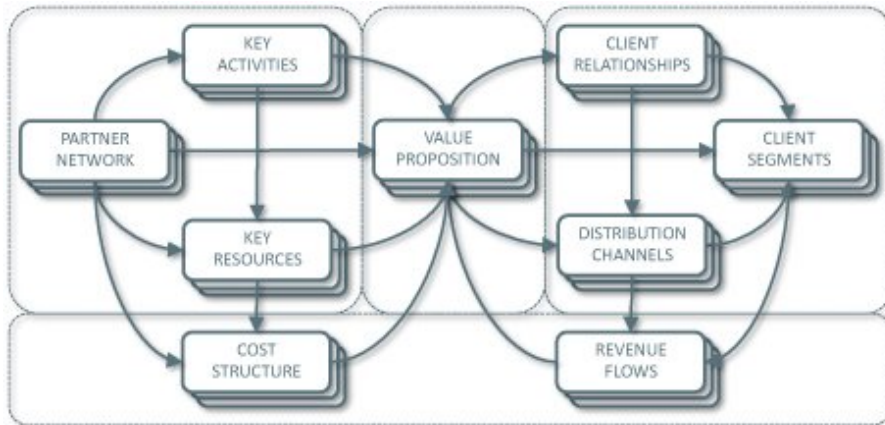 KEY
ACTIVITIES
CLIENT
RELATIONSHIPS
PARTNER
NETWORK
VALUE
PROPOSITION
CLIENT
SEGMENTS
KEY
RESOURCES
DISTRIBUTION
CHANNELS
COST
STRUCTURE
REVENUE
FLOWS